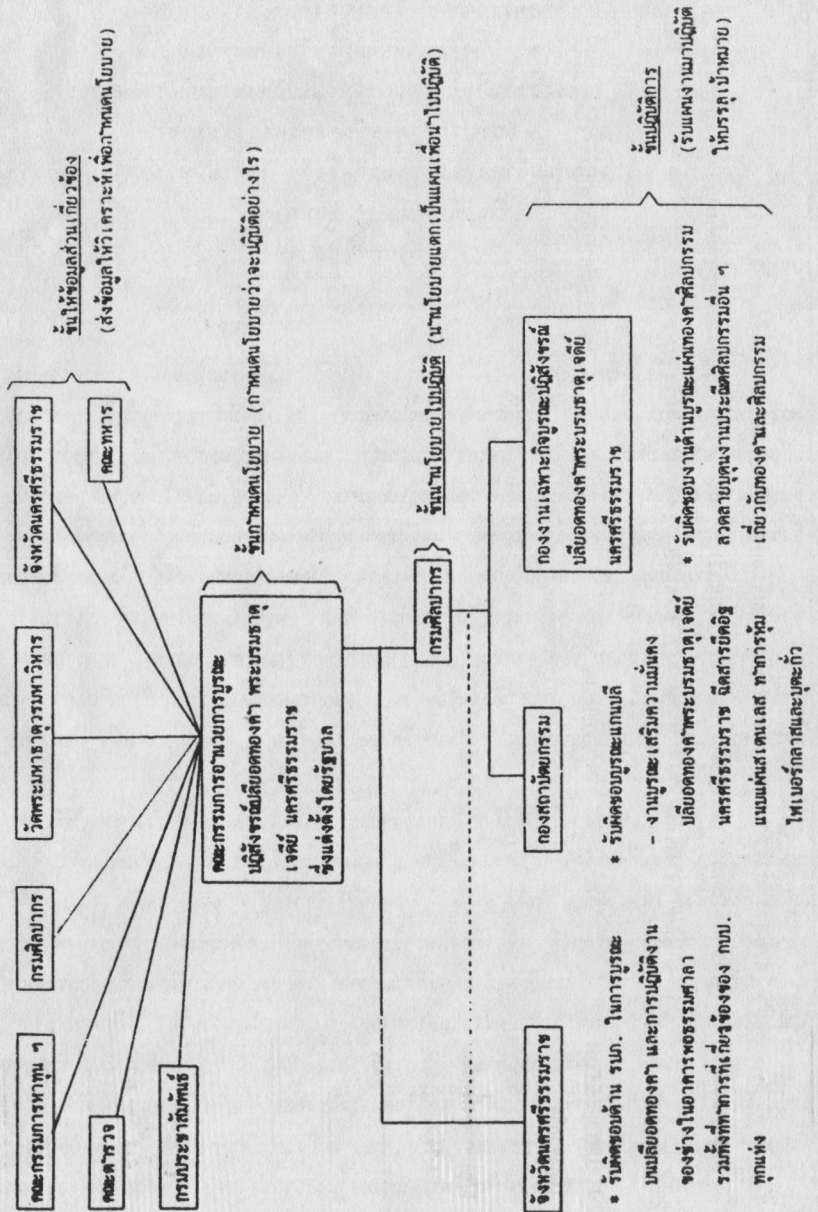 คณะกรรมการหาทุน ๆ
กรมศิลปากร
วัดพระมหาธาตุวรมหาวิหาร
จังหวัดนครศรีธรรมราช
คณะตำรวจ
คณะทหาร
กรมประชาสัมพันธ์
ขั้นให้ข้อมูลส่วนเกี่ยวข้อง
(ส่งข้อมูลให้วิเคราะห์เพื่อกำหนดนโยบาย)
คณะกรรมการอำนวยการบูรณะ
ปฏิสังขรณ์ปลียอดทองคำ พระบรมธาตุ
เจดีย์ นครศรีธรรมราช
ซึ่งแต่งตั้งโดยรัฐบาล
ขั้นกำหนดนโยบาย (กำหนดนโยบายว่าจะปฏิบัติอย่างไร)
กรมศิลปากร
ขั้นนำนโยบายไปปฏิบัติ (นำนโยบายแตกเป็นแผนเพื่อนำไปปฏิบัติ)
จังหวัดนครศรีธรรมราช
กองสถาปัตยกรรม
กองงานเฉพาะกิจบูรณะปฏิสังขรณ์
ปลียอดทองคำพระบรมธาตุเจดีย์
นครศรีธรรมราช
ขั้นปฏิบัติการ
(รับแผนงานมาปฏิบัติ
ให้บรรลุเป้าหมาย)
* รับผิดชอบด้าน รปภ. ในการบูรณะ
บนปลียอดทองคำ และการปฏิบัติงาน
ของช่างในอาคารพอธรรมศาลา
รวมทั้งที่ทำการที่เกี่ยวข้องของ กบป.
ทุกแห่ง
* รับผิดชอบบูรณะแกนปลี
- งานบูรณะเสริมความมั่นคง
ปลียอดทองคำพระบรมธาตุเจดีย์
นครศรีธรรมราช ฉีดสารยึดอิฐ
แทนแผ่นสเตนเลส ทำการหุ้ม
ไฟเบอร์กลาสและบุตะกั่ว
* รับผิดชอบงานด้านบูรณะแผ่นทองคำศิลปกรรม
ลวดลายบุดุนงานประณีตศิลปกรรมอื่น ๆ
เกี่ยวกับทองคำและศิลปกรรม